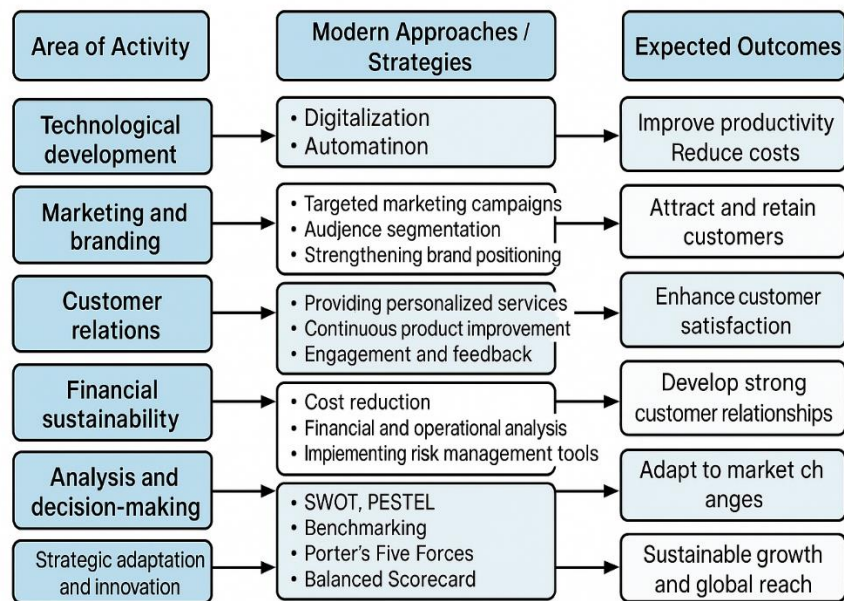 Area of Activity
Modern Approaches /
Strategies
Expected Outcomes
Technological
development
• Digitalization
• Automatinon
Improve productivity
Reduce costs
Marketing and
branding
• Targeted marketing campaigns
• Audjence segmentation
• Strengthening brand positioning
Attract and retain
customers
Customer
relations
• Providing personalized services
• Continuous product improvement
• Engagement and feedback
Enhance customer
satisfaction
Financial
sustainability
• Cost reduction
• Financial and operational analysis
• Implementing risk management tools
Develop strong
customer relationships
Analysis and
decision-making
• SWOT, PESTEL
• Benchmarking
• Porter's Five Forces
• Balanced Scorecard
Adapt to market ch
anges
Strategic adaptation
and innovation
Sustainable growth
and global reach